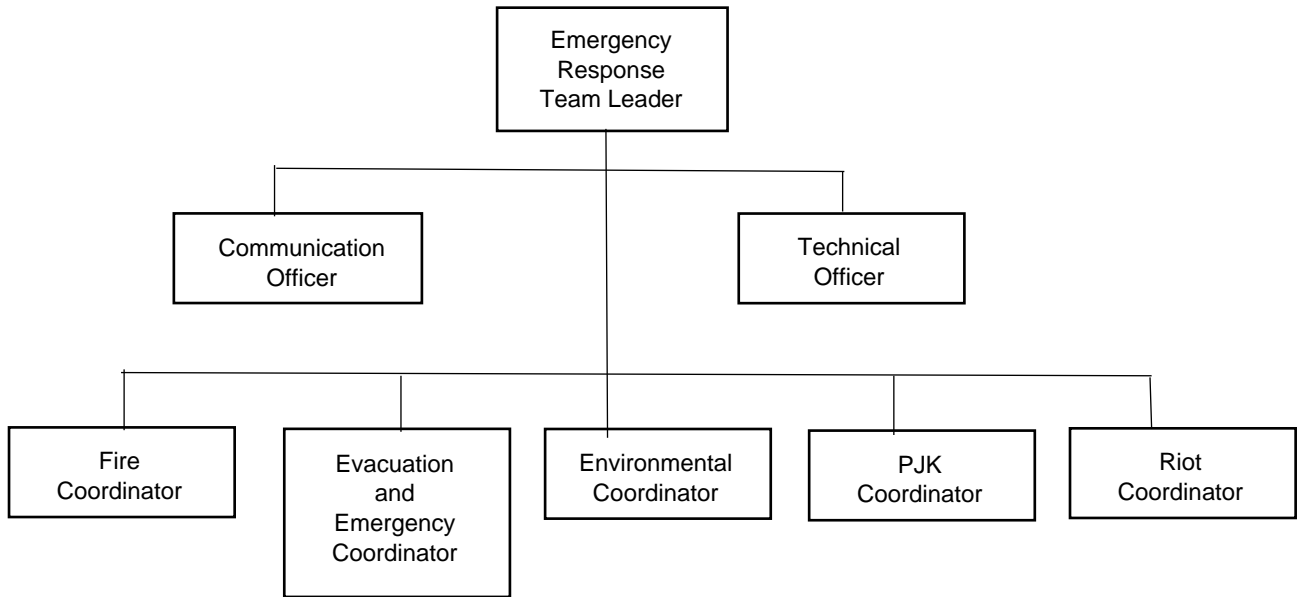 Emergency
Response
Team Leader
Communication
Officer
Technical
Officer
Fire
Coordinator
Evacuation
and
Emergency
Coordinator
Environmental
Coordinator
PJK
Coordinator
Riot
Coordinator